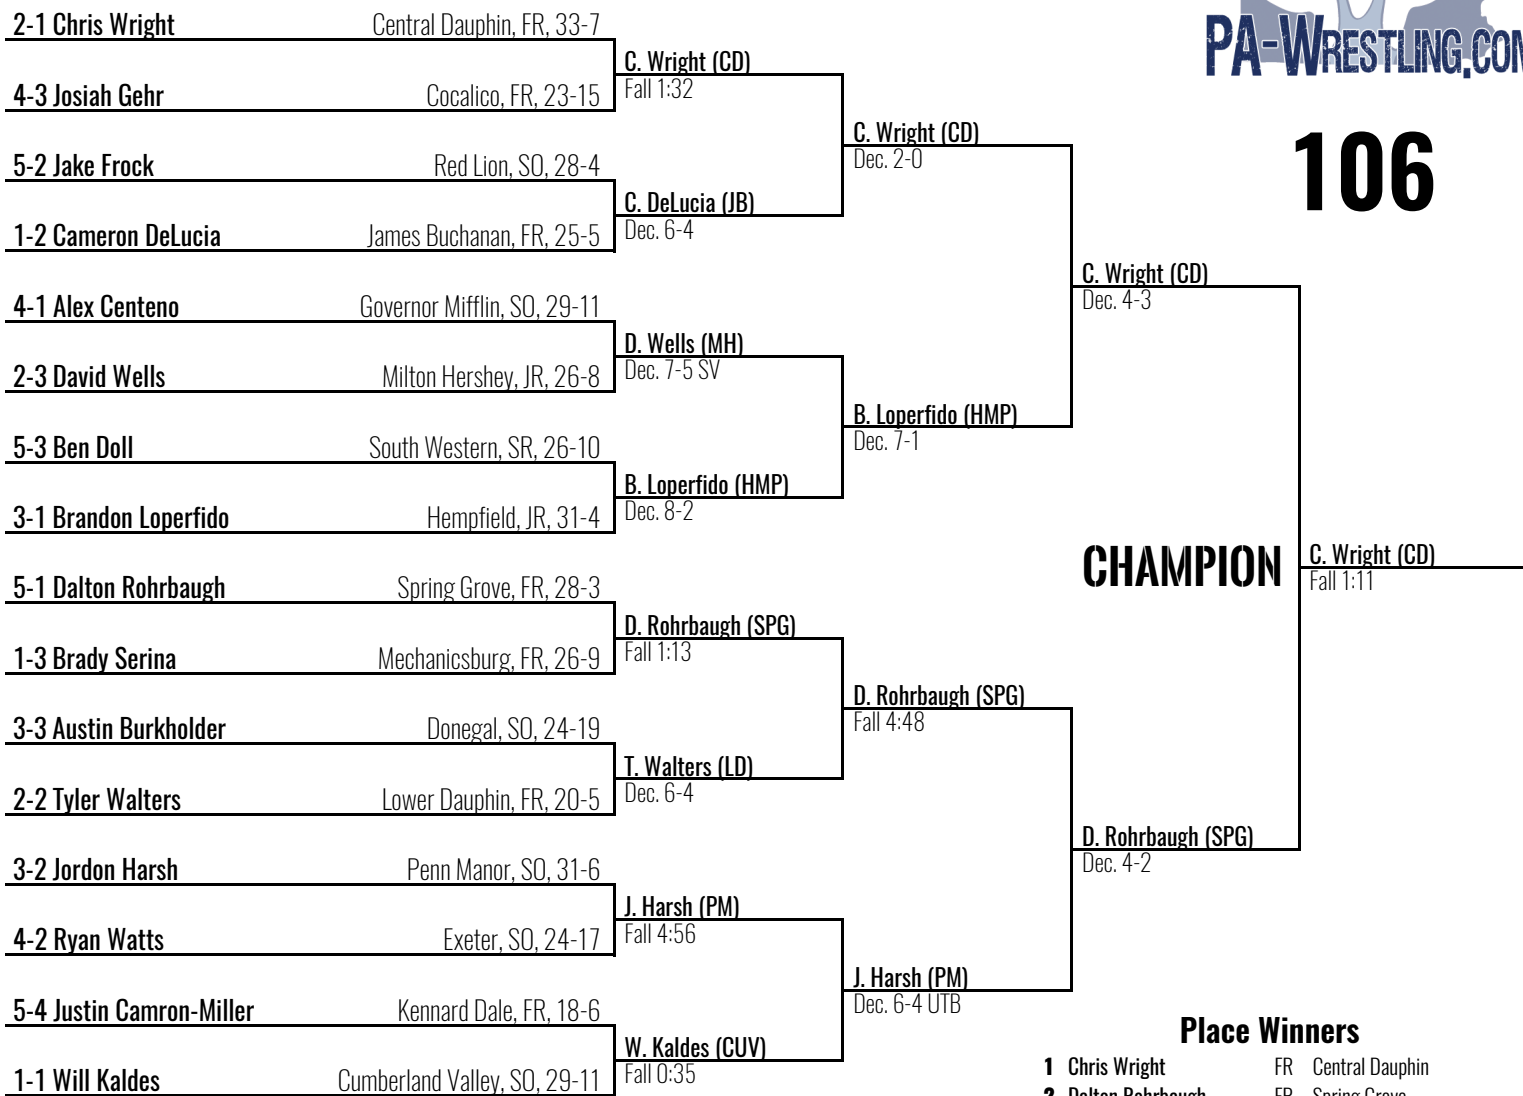 2-1 Chris Wright Central Dauphin, FR, 33-7
C. Wright (CD)
4-3 Josiah Gehr Cocalico, FR, 23-15
Fall 1:32
C. Wright (CD)
Dec. 2-0
5-2 Jake Frock Red Lion, SO, 28-4
C. DeLucia (JB)
1-2 Cameron DeLucia James Buchanan, FR, 25-5
Dec. 6-4
C. Wright (CD)
Dec. 4-3
4-1 Alex Centeno Governor Mifflin, SO, 29-11
D. Wells (MH)
2-3 David Wells Milton Hershey, JR, 26-8
Dec. 7-5 SV
B. Loperfido (HMP)
Dec. 7-1
5-3 Ben Doll South Western, SR, 26-10
B. Loperfido (HMP)
3-1 Brandon Loperfido Hempfield, JR, 31-4
Dec. 8-2
CHAMPION
C. Wright (CD)
Fall 1:11
5-1 Dalton Rohrbaugh Spring Grove, FR, 28-3
D. Rohrbaugh (SPG)
1-3 Brady Serina Mechanicsburg, FR, 26-9
Fall 1:13
D. Rohrbaugh (SPG)
Fall 4:48
3-3 Austin Burkholder Donegal, SO, 24-19
T. Walters (LD)
2-2 Tyler Walters Lower Dauphin, FR, 20-5
Dec. 6-4
D. Rohrbaugh (SPG)
Dec. 4-2
3-2 Jordon Harsh Penn Manor, SO, 31-6
J. Harsh (PM)
4-2 Ryan Watts Exeter, SO, 24-17
Fall 4:56
J. Harsh (PM)
Dec. 6-4 UTB
5-4 Justin Camron-Miller Kennard Dale, FR, 18-6
W. Kaldes (CUV)
1-1 Will Kaldes Cumberland Valley, SO, 29-11
Fall 0:35
PA-WRESTLING.COM
106
Place Winners
1 Chris Wright FR Central Dauphin
2 Dalton Rohrbaugh FR Spring Grove